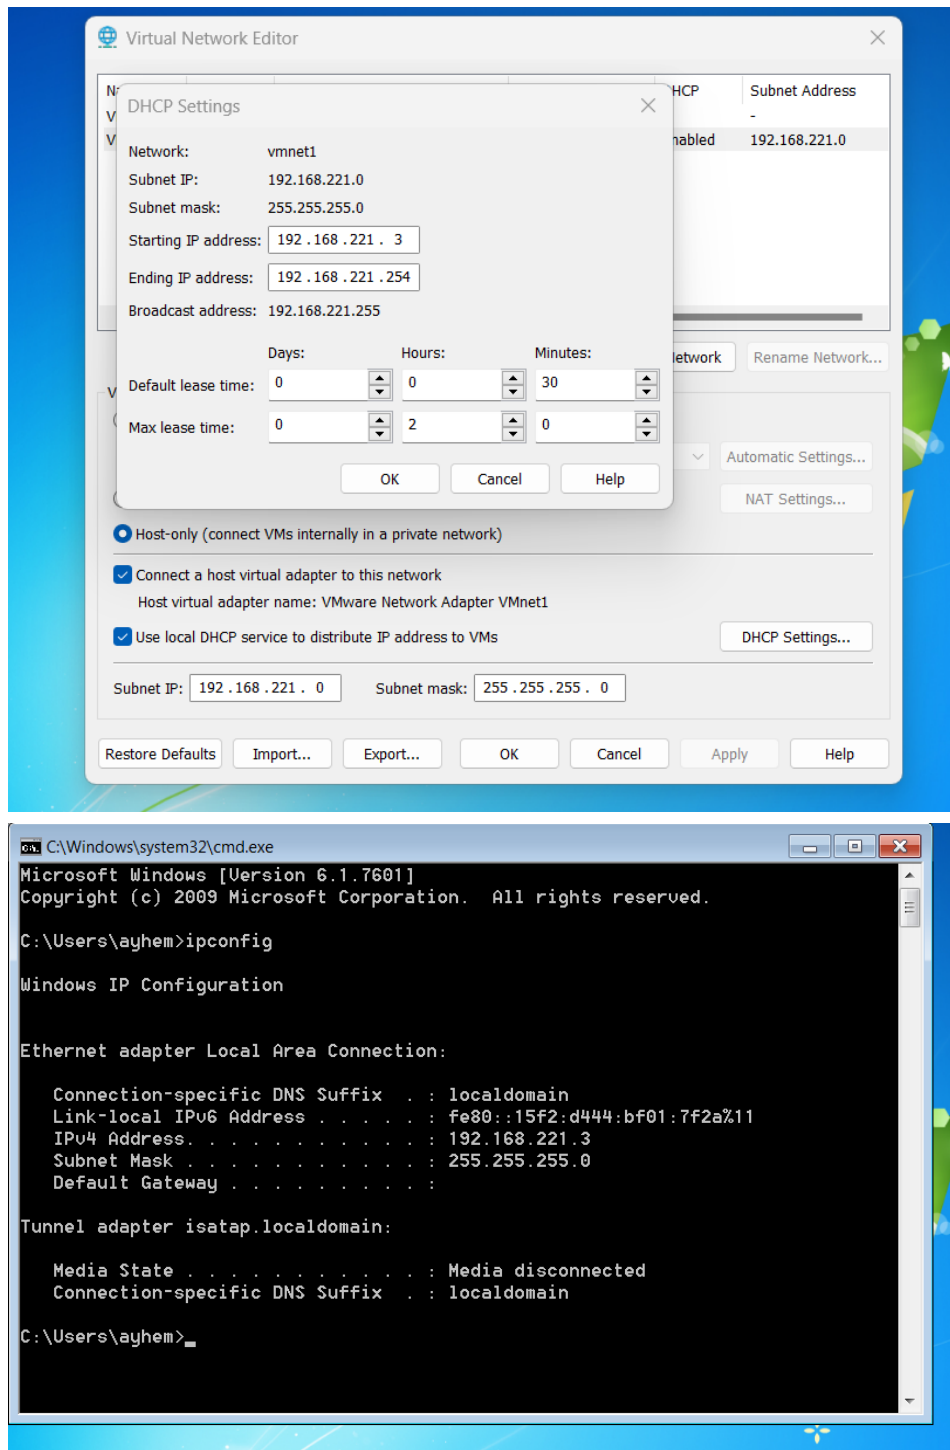 Virtual Network Editor
HCP Subnet Address
-
nabled 192.168.221.0
DHCP Settings
Network: vmnet1
Subnet IP: 192.168.221.0
Subnet mask: 255.255.255.0
Starting IP address: 192 . 168 . 221 . 3
Ending IP address: 192 . 168 . 221 . 254
Broadcast address: 192.168.221.255
Days: Hours: Minutes:
Default lease time: 0 0 30
Max lease time: 0 2 0
OK Cancel Help
etwork Rename Network...
Automatic Settings...
NAT Settings...
Host-only (connect VMs internally in a private network)
Connect a host virtual adapter to this network
Host virtual adapter name: VMware Network Adapter VMnet1
Use local DHCP service to distribute IP address to VMs DHCP Settings...
Subnet IP: 192 . 168 . 221 . 0 Subnet mask: 255 . 255 . 255 . 0
Restore Defaults Import... Export... OK Cancel Apply Help
C:\Windows\system32\cmd.exe
Microsoft Windows [Version 6.1.7601]
Copyright (c) 2009 Microsoft Corporation.  All rights reserved.
C:\Users\ayhem>ipconfig
Windows IP Configuration
Ethernet adapter Local Area Connection:
Connection-specific DNS Suffix  . : localdomain
Link-local IPv6 Address . . . . . : fe80::15f2:d444:bf01:7f2a%11
IPv4 Address. . . . . . . . . . . : 192.168.221.3
Subnet Mask . . . . . . . . . . . : 255.255.255.0
Default Gateway . . . . . . . . . :
Tunnel adapter isatap.localdomain:
Media State . . . . . . . . . . . : Media disconnected
Connection-specific DNS Suffix  . : localdomain
C:\Users\ayhem>_